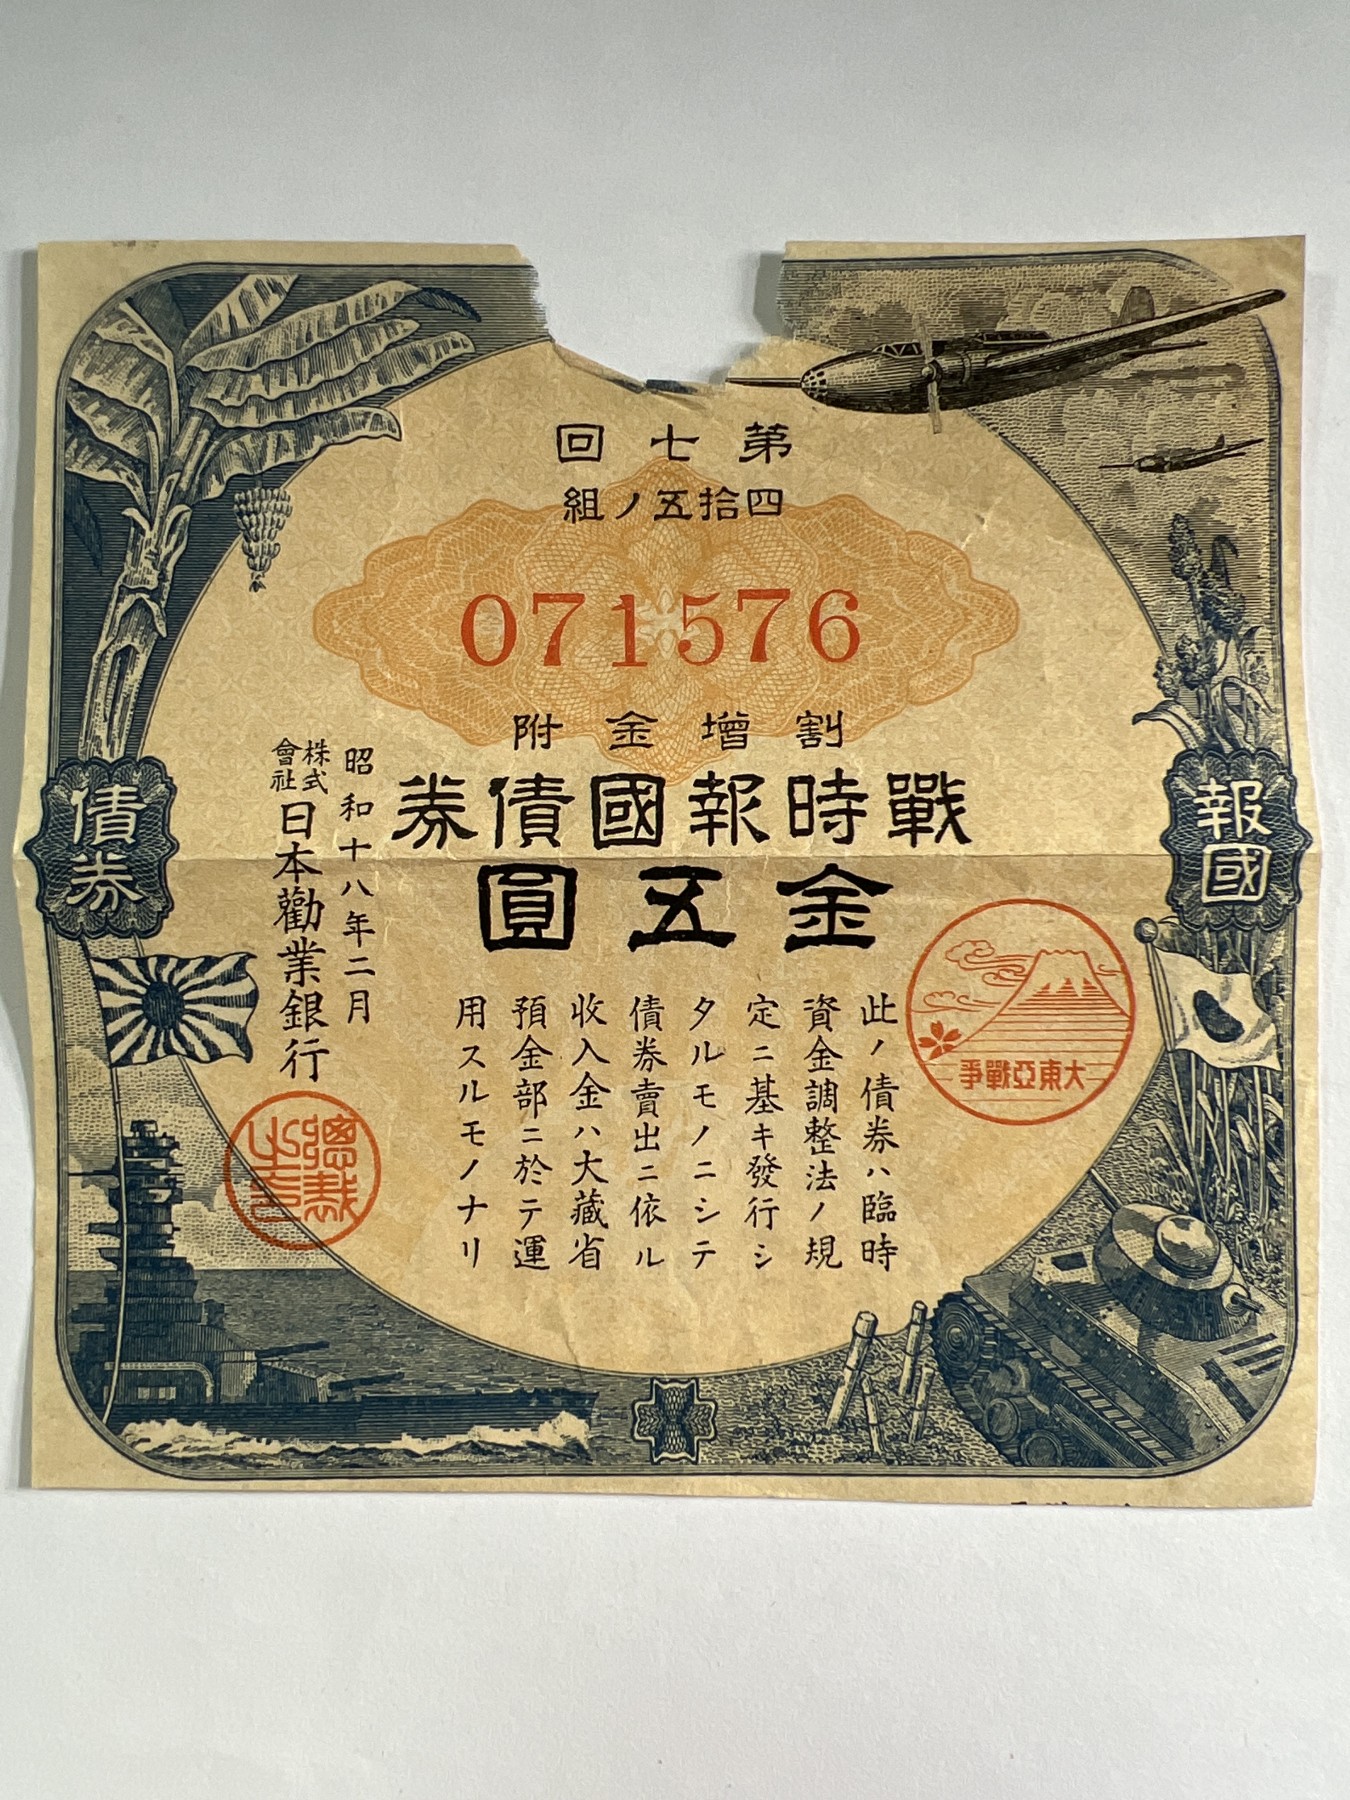 第七回
四拾五ノ組
071576
割增金附
戰時報國債券
金五圓
報國
債券
大東亞戰爭
此ノ債券ハ臨時
資金調整法ノ規
定ニ基キ發行シ
タルモノニシテ
債券賣出ニ依ル
收入金ハ大藏省
預金部ニ於テ運
用スルモノナリ
昭和十八年二月
株式會社日本勸業銀行
總裁之壹